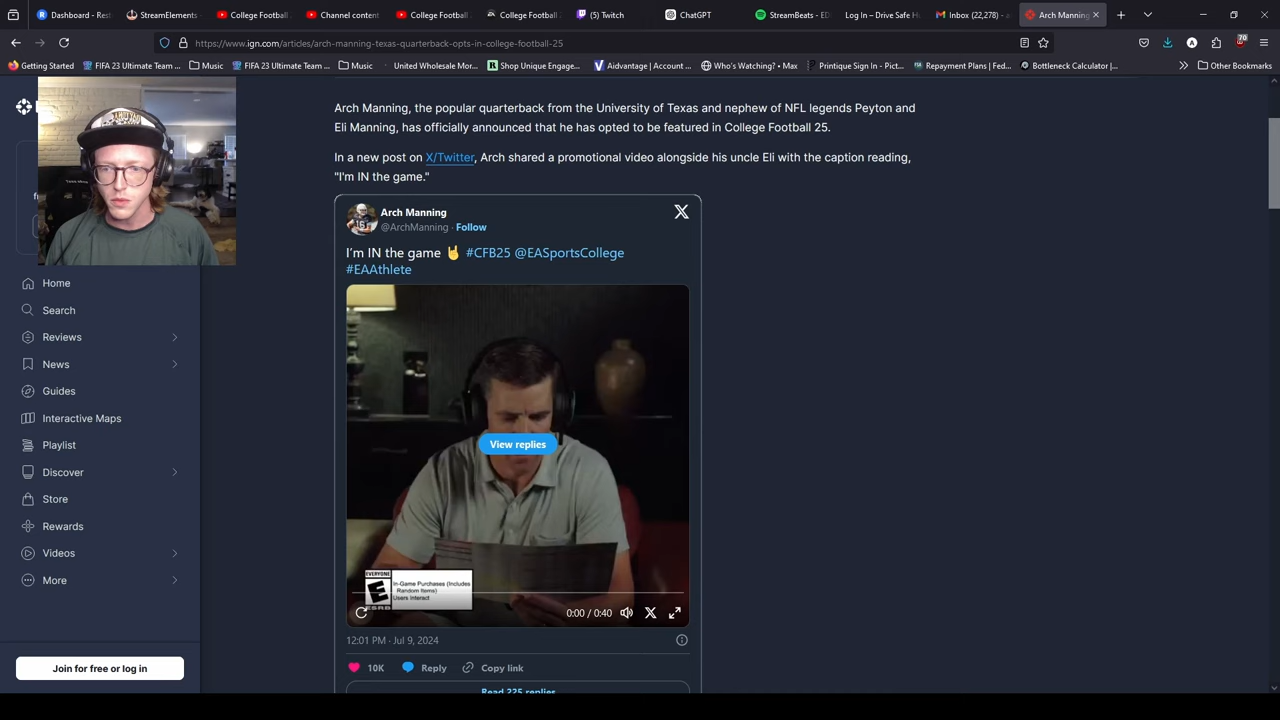 Dashboard - Rest
StreamElements -
College Football
Channel content
College Football
College Football 2
(5) Twitch
ChatGPT
StreamBeats - ED
Log In – Drive Safe H
Inbox (22,278) -
Arch Manning
https://www.ign.com/articles/arch-manning-texas-quarterback-opts-in-college-football-25
70
Getting Started
FIFA 23 Ultimate Team ...
Music
FIFA 23 Ultimate Team ...
Music
United Wholesale Mor...
Shop Unique Engage...
Aidvantage | Account ...
Who's Watching? • Max
Printique Sign In - Pict...
Repayment Plans | Fed...
Bottleneck Calculator |...
Other Bookmarks
Arch Manning, the popular quarterback from the University of Texas and nephew of NFL legends Peyton and
Eli Manning, has officially announced that he has opted to be featured in College Football 25.
In a new post on X/Twitter, Arch shared a promotional video alongside his uncle Eli with the caption reading,
"I'm IN the game."
Arch Manning
@ArchManning · Follow
I'm IN the game 🤘 #CFB25 @EASportsCollege
#EAAthlete
View replies
EVERYONE
E
ESRB
In-Game Purchases (Includes
Random Items)
Users Interact
0:00 / 0:40
12:01 PM · Jul 9, 2024
10K
Reply
Copy link
Read 225 replies
Home
Search
Reviews
News
Guides
Interactive Maps
Playlist
Discover
Store
Rewards
Videos
More
Join for free or log in